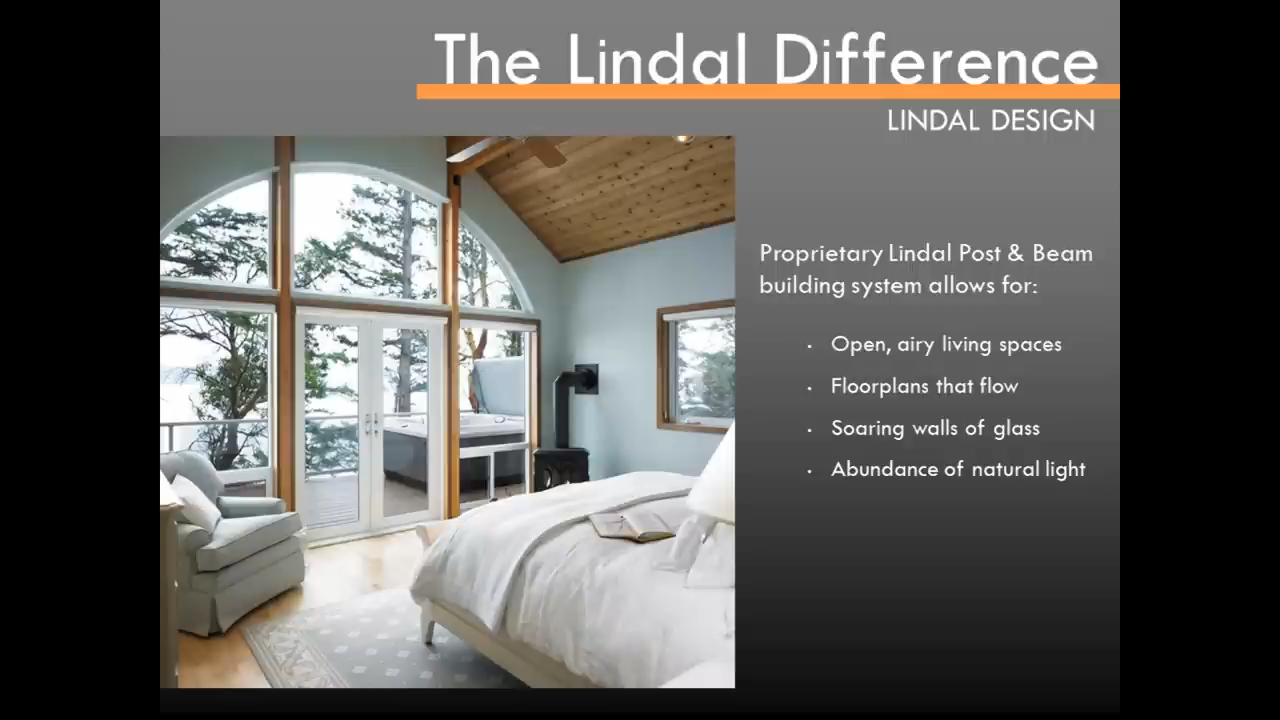 The Lindal Difference
LINDAL DESIGN
Proprietary Lindal Post & Beam
building system allows for:
• Open, airy living spaces
• Floorplans that flow
• Soaring walls of glass
• Abundance of natural light